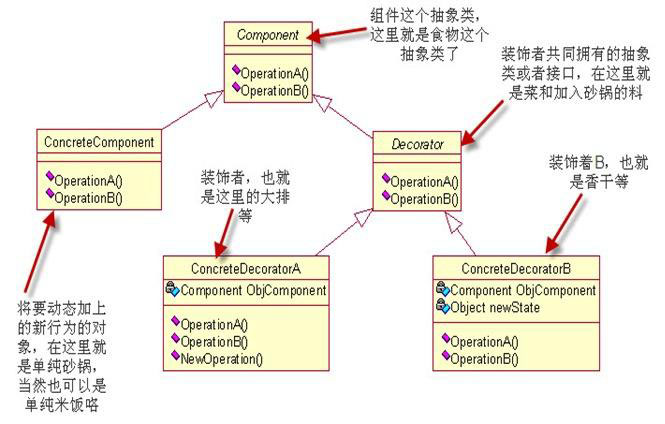 Component
OperationA()
OperationB()
组件这个抽象类，
这里就是食物这个
抽象类了
装饰者共同拥有的抽象
类或者接口，在这里就
是菜和加入砂锅的料
ConcreteComponent
OperationA()
OperationB()
Decorator
OperationA()
OperationB()
装饰者，也就
是这里的大排
等
装饰着B，也就
是香干等
ConcreteDecoratorA
Component ObjComponent
OperationA()
OperationB()
NewOperation()
ConcreteDecoratorB
Component ObjComponent
Object newState
OperationA()
OperationB()
将要动态加上
的新行为的对
象，在这里就
是单纯砂锅，
当然也可以是
单纯米饭咯